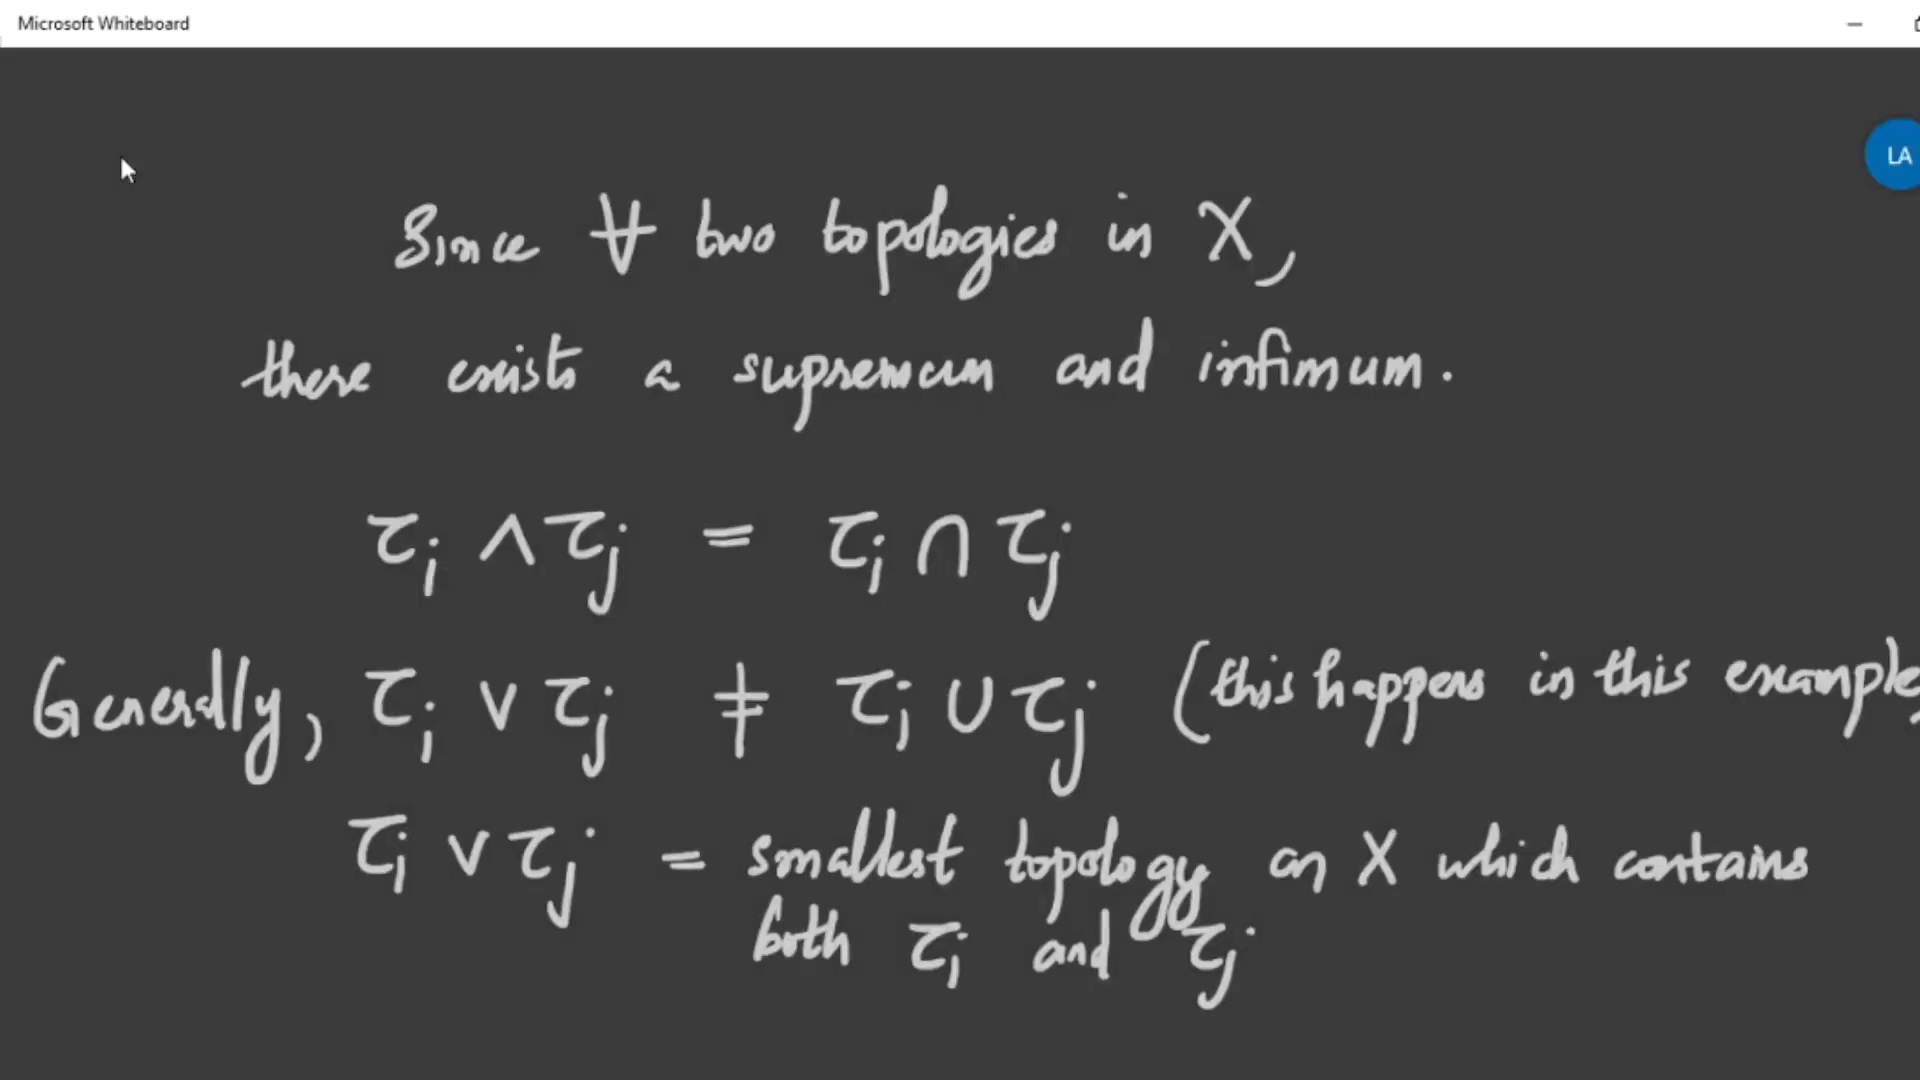 Microsoft Whiteboard
LA
Since ∀ two topologies in X,
there exists a supremum and infimum.
τi ∧ τj = τi ∩ τj
Generally, τi ∨ τj ≠ τi ∪ τj (this happens in this example,
τi ∨ τj = smallest topology on X which contains
both τi and τj